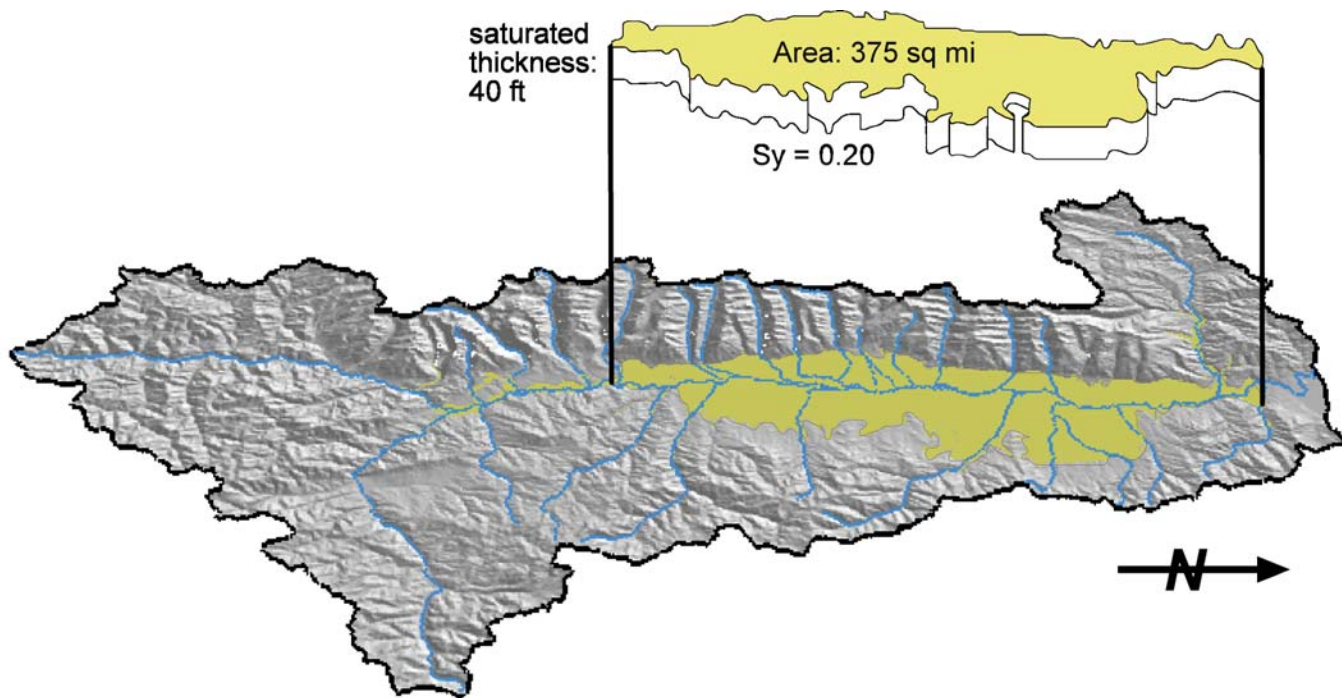 saturated
thickness:
40 ft
Area: 375 sq mi
Sy = 0.20
N